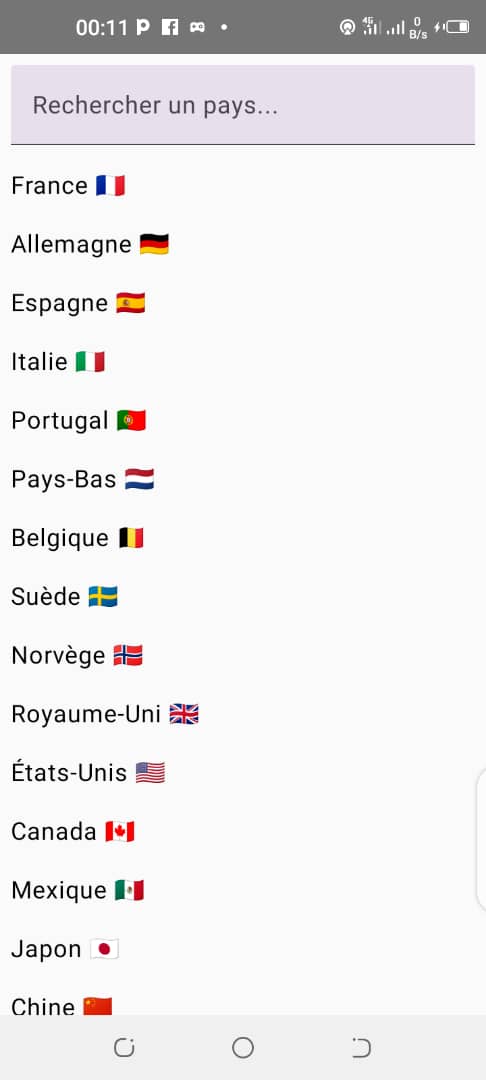 00:11
4G
0
B/s
Rechercher un pays...
France 🇫🇷
Allemagne 🇩🇪
Espagne 🇪🇸
Italie 🇮🇹
Portugal 🇵🇹
Pays-Bas 🇳🇱
Belgique 🇧🇪
Suède 🇸🇪
Norvège 🇳🇴
Royaume-Uni 🇬🇧
États-Unis 🇺🇸
Canada 🇨🇦
Mexique 🇲🇽
Japon 🇯🇵
Chine 🇨🇳